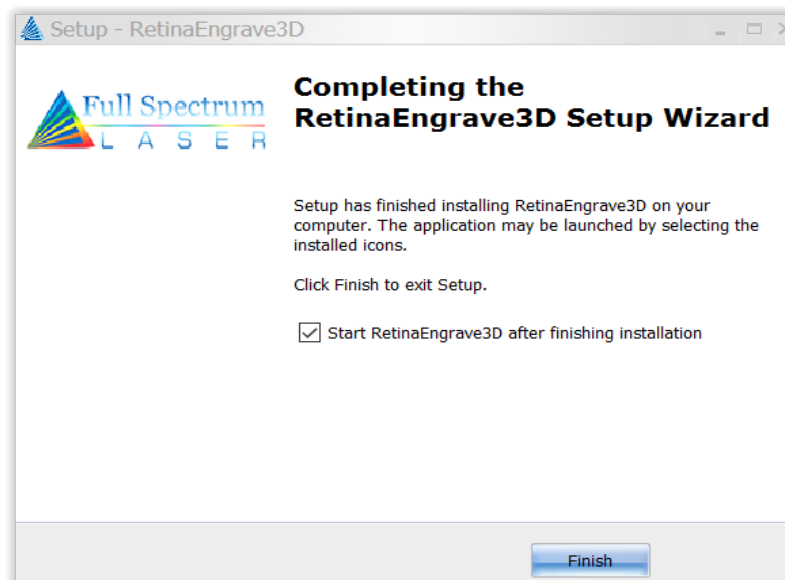 Setup - RetinaEngrave3D
Full Spectrum
LASER
Completing the
RetinaEngrave3D Setup Wizard
Setup has finished installing RetinaEngrave3D on your
computer. The application may be launched by selecting the
installed icons.
Click Finish to exit Setup.
Start RetinaEngrave3D after finishing installation
Finish